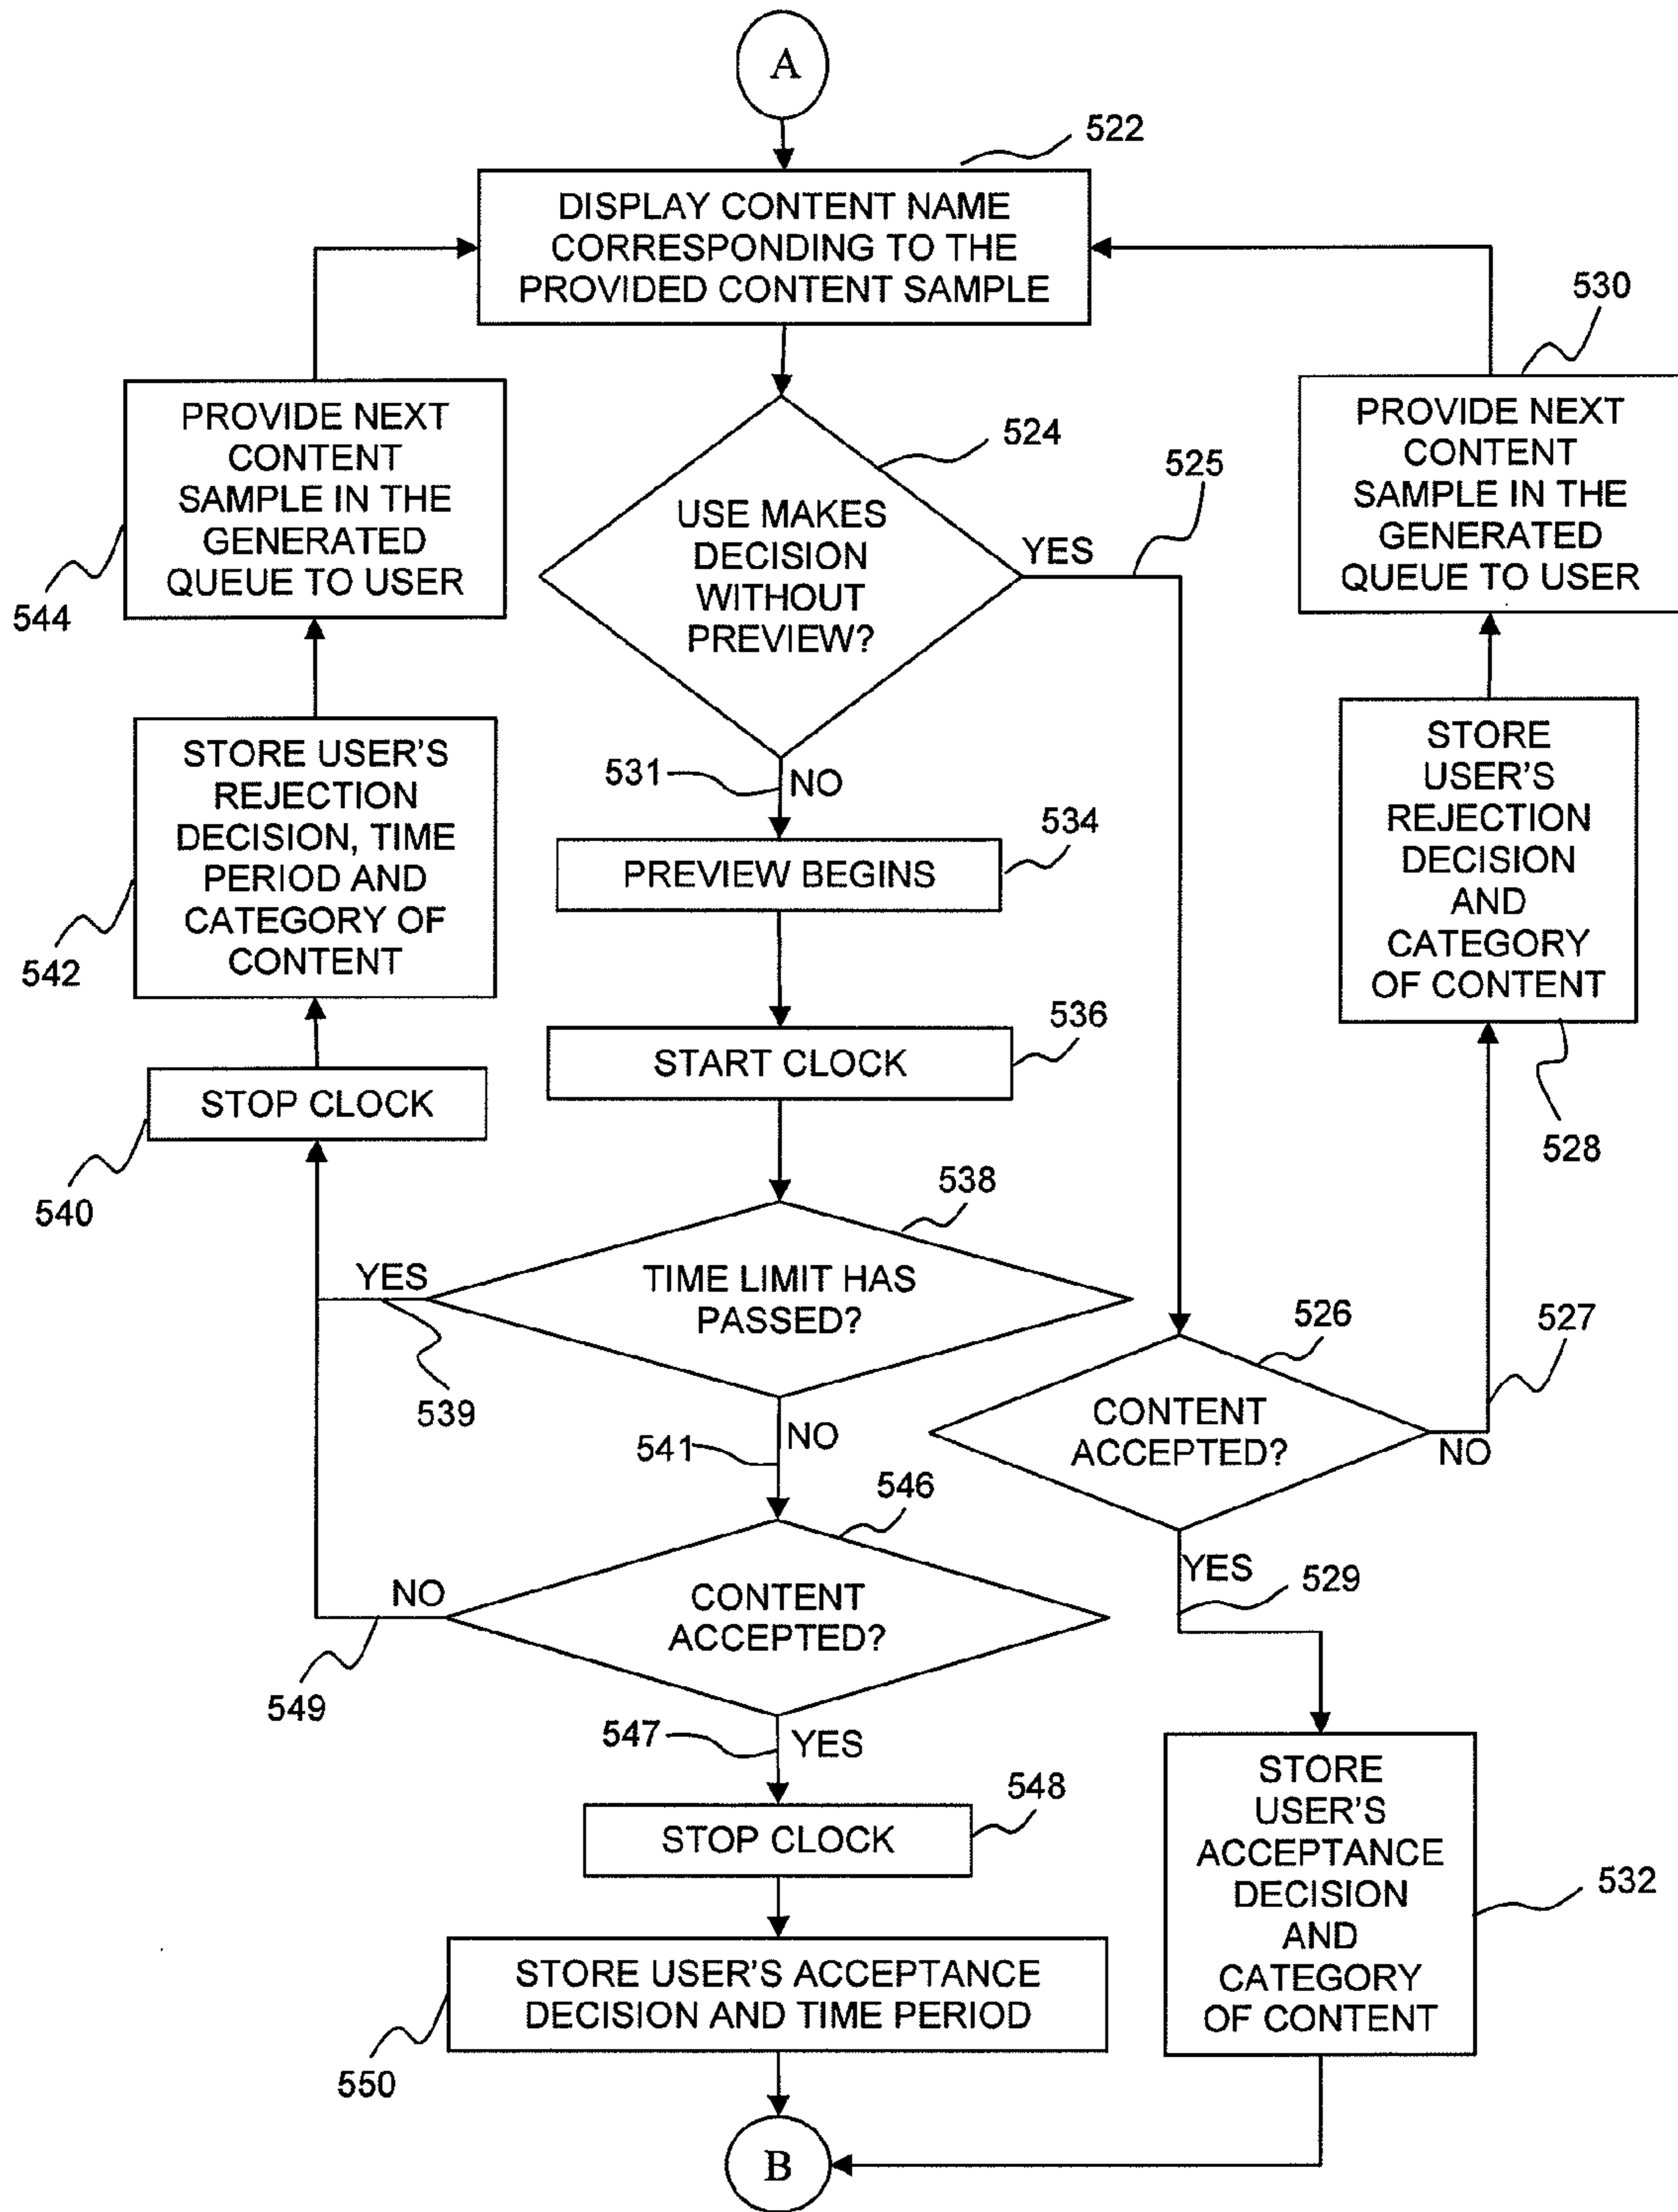 A
522
DISPLAY CONTENT NAME
CORRESPONDING TO THE
PROVIDED CONTENT SAMPLE
530
PROVIDE NEXT
CONTENT
SAMPLE IN THE
GENERATED
QUEUE TO USER
544
524
USE MAKES
DECISION
WITHOUT
PREVIEW?
YES
525
PROVIDE NEXT
CONTENT
SAMPLE IN THE
GENERATED
QUEUE TO USER
STORE USER'S
REJECTION
DECISION, TIME
PERIOD AND
CATEGORY OF
CONTENT
542
531
NO
534
PREVIEW BEGINS
STORE
USER'S
REJECTION
DECISION
AND
CATEGORY
OF CONTENT
528
536
START CLOCK
STOP CLOCK
540
538
TIME LIMIT HAS
PASSED?
YES
539
541
NO
526
527
CONTENT
ACCEPTED?
NO
546
CONTENT
ACCEPTED?
NO
549
YES
529
547
YES
548
STOP CLOCK
STORE
USER'S
ACCEPTANCE
DECISION
AND
CATEGORY
OF CONTENT
532
STORE USER'S ACCEPTANCE
DECISION AND TIME PERIOD
550
B